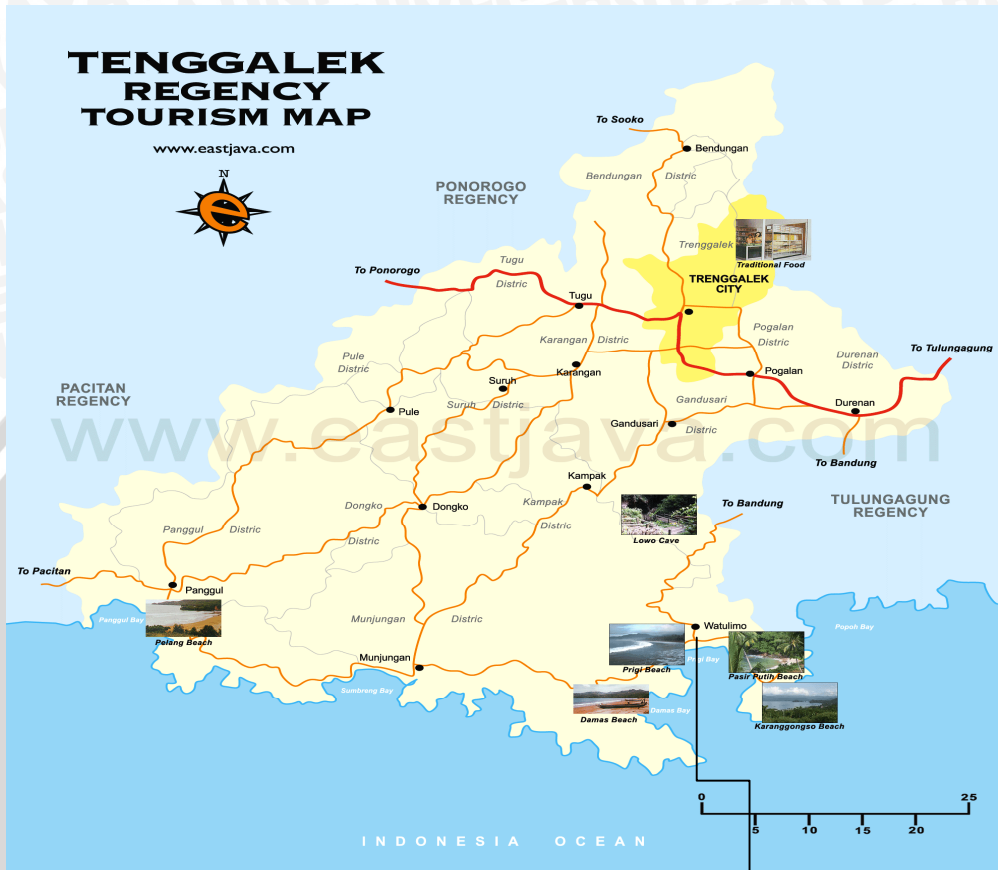 TENGGALEK
REGENCY
TOURISM MAP
www.eastjava.com
N
e
To Sooko
Bendungan
Bendungan Distric
PONOROGO
REGENCY
Trenggalek
Traditional Food
Tugu
Distric
To Ponorogo
TRENGGALEK
CITY
Tugu
Pogalan
Distric
Karangan Distric
To Tulungagung
Durenan
Distric
Pule
Distric
Karangan
Pogalan
Suruh
PACITAN
REGENCY
Suruh Distric
Gandusari
Distric
Durenan
Pule
Gandusari
www.eastjava.com
To Bandung
Kampak
Kampak
Distric
To Bandung
TULUNGAGUNG
REGENCY
Dongko
Distric
Dongko
Panggul Distric
Lowo Cave
To Pacitan
Panggul
Panggul Bay
Pelang Beach
Munjungan Distric
Watulimo
Popoh Bay
Munjungan
Prigi Bay
Prigi Beach
Pasir Putih Beach
Sumbreng Bay
Damas Bay
Damas Beach
Karanggongso Beach
0 25
5 10 15 20
INDONESIA OCEAN